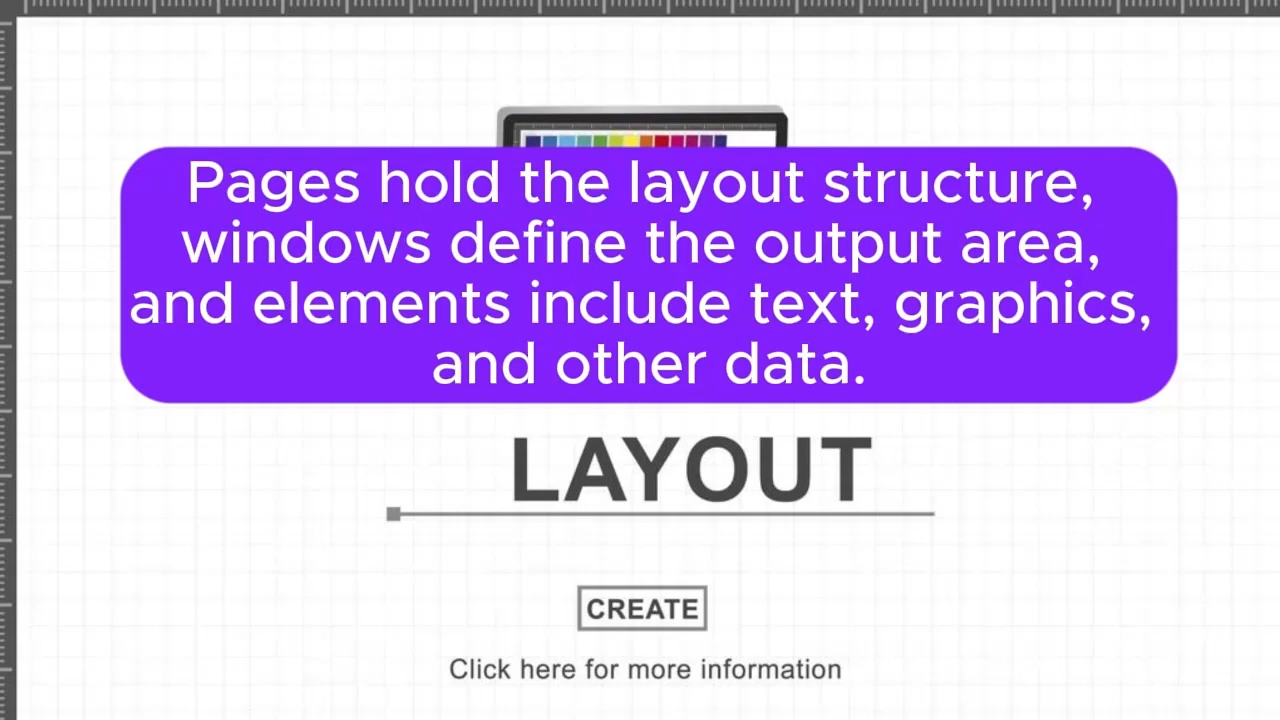 Pages hold the layout structure,
windows define the output area,
and elements include text, graphics,
and other data.
LAYOUT
CREATE
Click here for more information